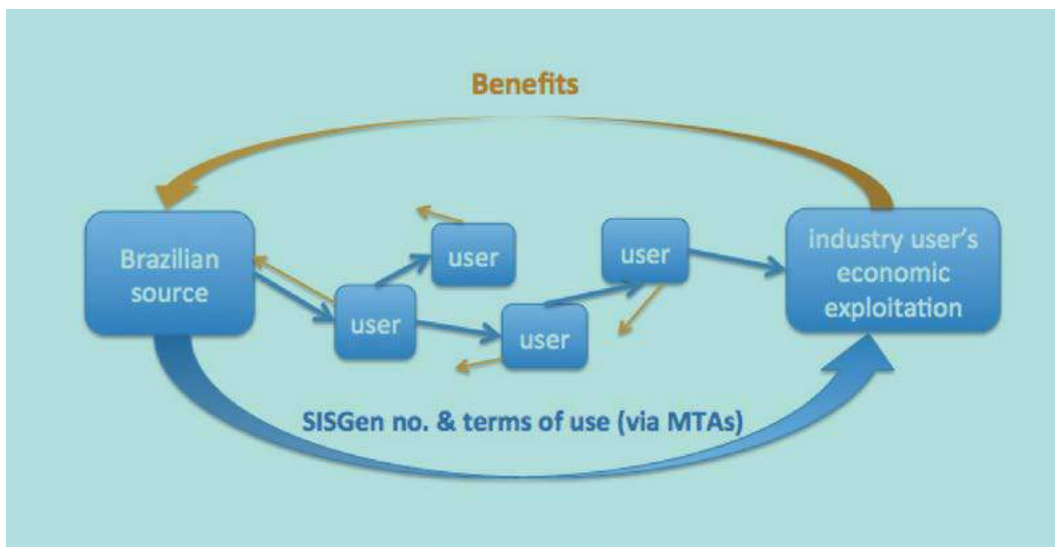 Benefits
Brazilian
source
user
user
user
user
industry user's
economic
exploitation
SISGen no. & terms of use (via MTAs)